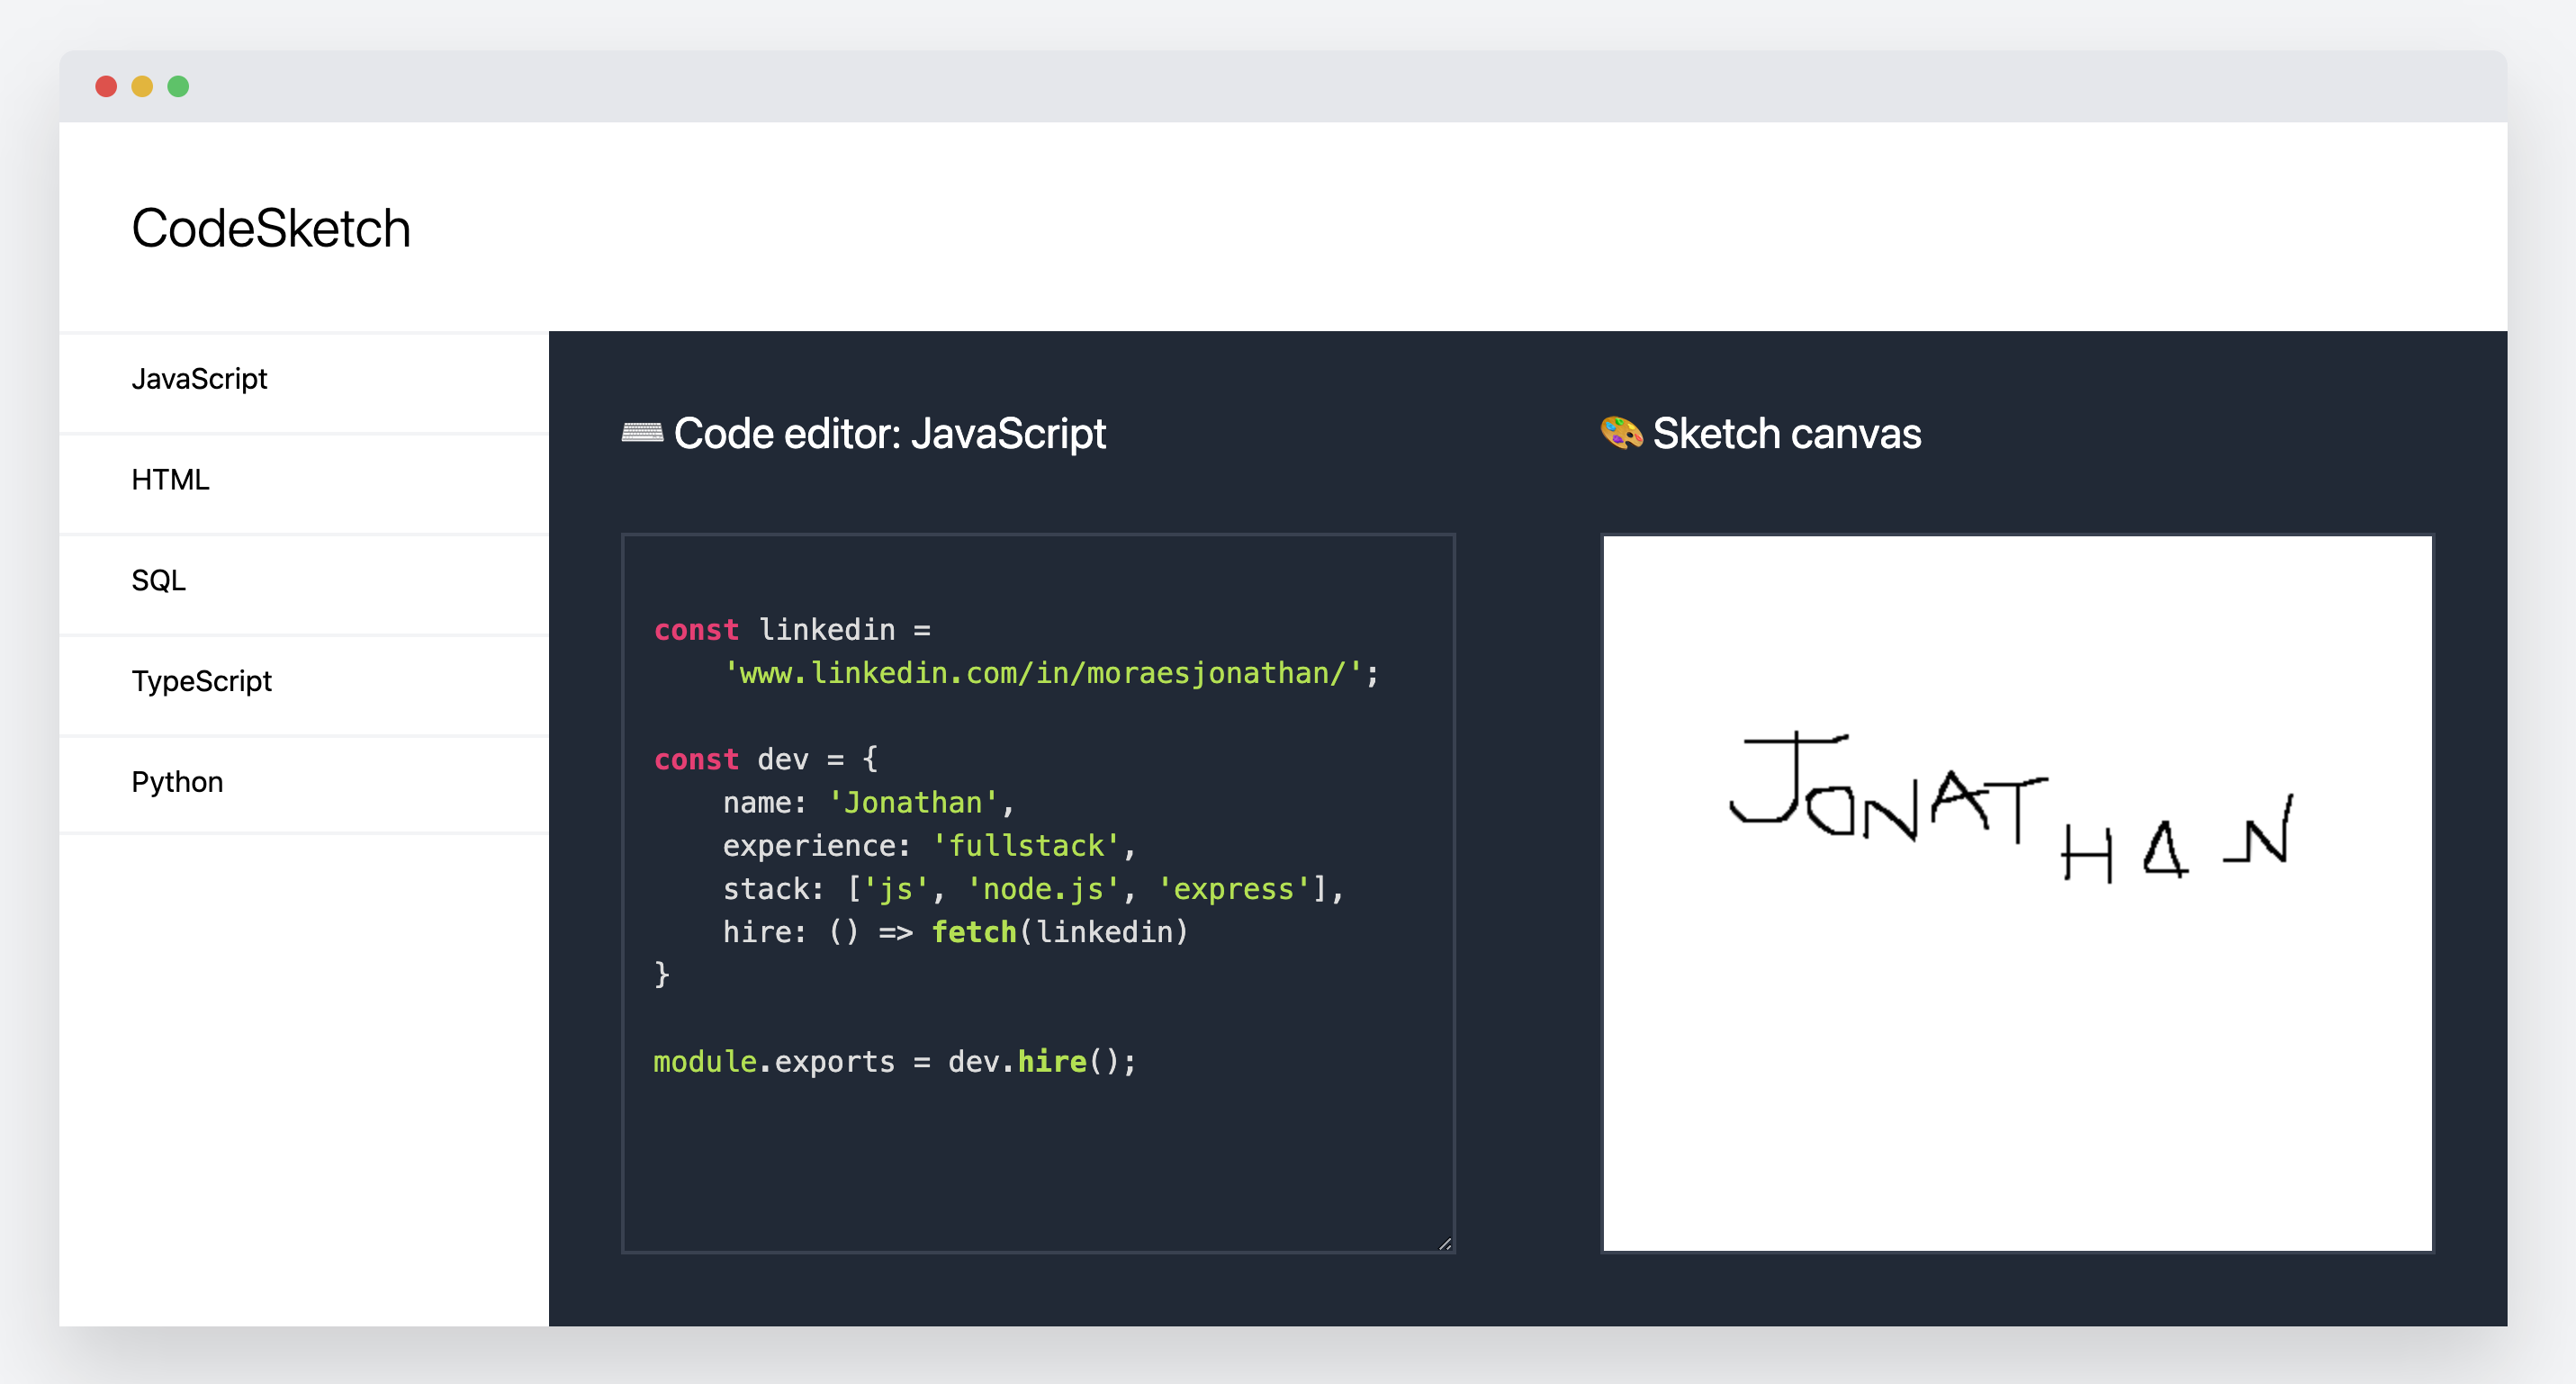 CodeSketch
JavaScript
HTML
SQL
TypeScript
Python
⌨️ Code editor: JavaScript
const linkedin =
    'www.linkedin.com/in/moraesjonathan/';
const dev = {
    name: 'Jonathan',
    experience: 'fullstack',
    stack: ['js', 'node.js', 'express'],
    hire: () => fetch(linkedin)
}
module.exports = dev.hire();
🎨 Sketch canvas
JONATHAN